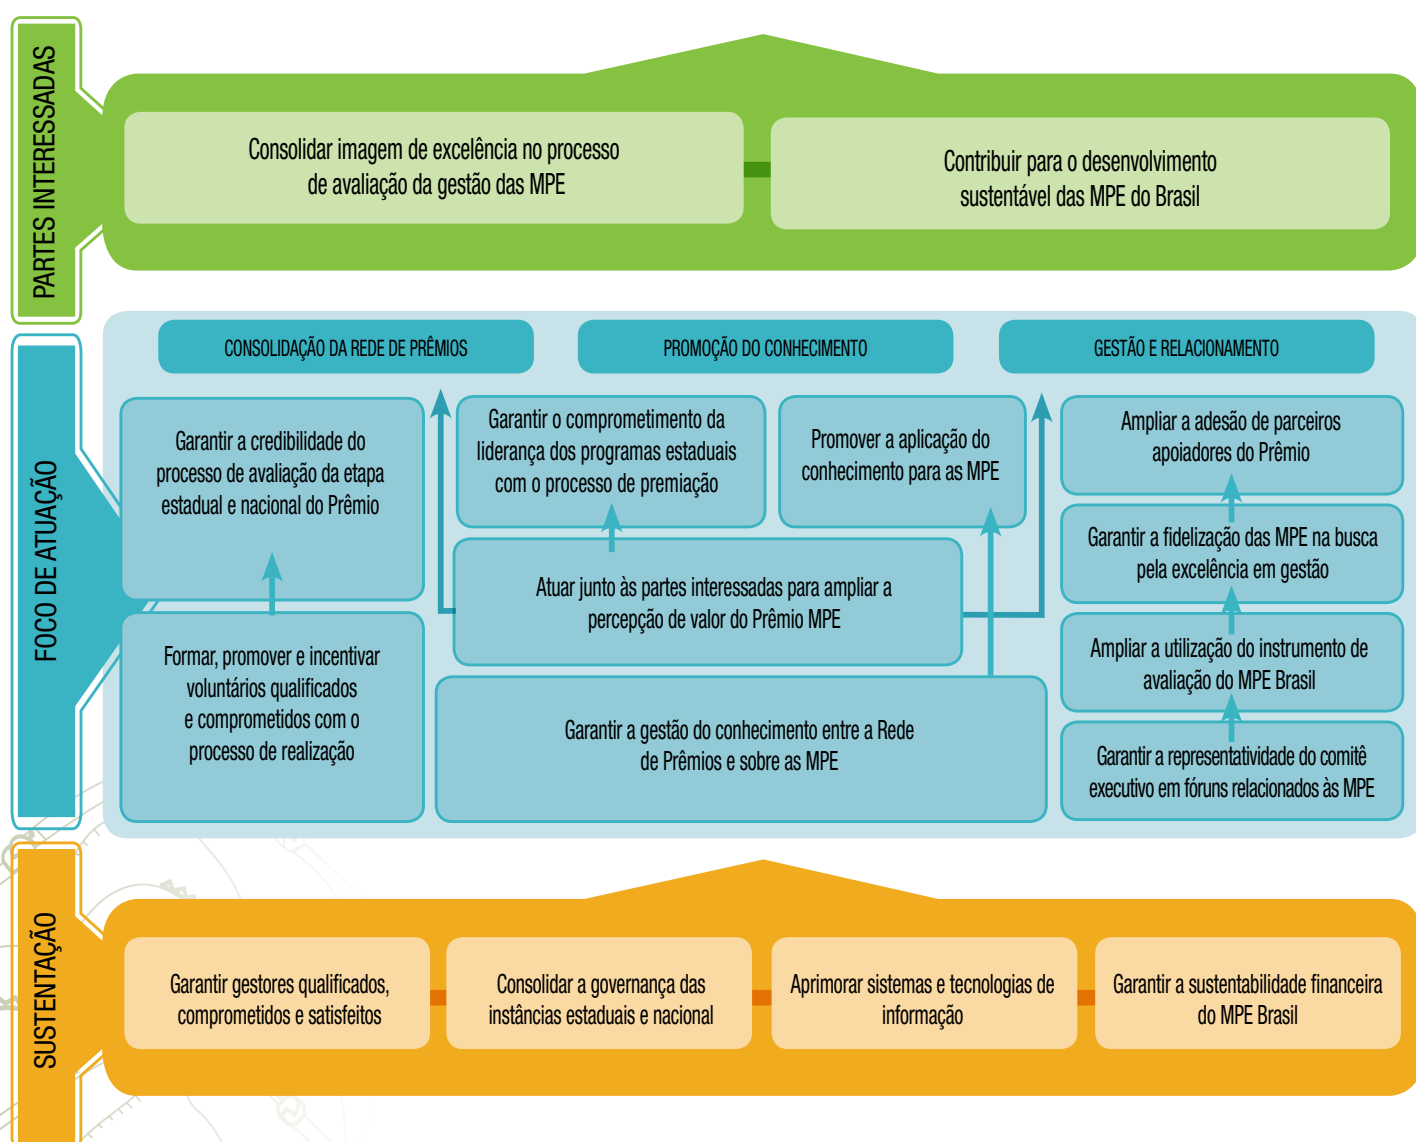 PARTES INTERESSADAS
Consolidar imagem de excelência no processo
de avaliação da gestão das MPE
Contribuir para o desenvolvimento
sustentável das MPE do Brasil
FOCO DE ATUAÇÃO
CONSOLIDAÇÃO DA REDE DE PRÊMIOS
PROMOÇÃO DO CONHECIMENTO
GESTÃO E RELACIONAMENTO
Garantir a credibilidade do
processo de avaliação da etapa
estadual e nacional do Prêmio
Formar, promover e incentivar
voluntários qualificados
e comprometidos com o
processo de realização
Garantir o comprometimento da
liderança dos programas estaduais
com o processo de premiação
Promover a aplicação do
conhecimento para as MPE
Atuar junto às partes interessadas para ampliar a
percepção de valor do Prêmio MPE
Garantir a gestão do conhecimento entre a Rede
de Prêmios e sobre as MPE
Ampliar a adesão de parceiros
apoiadores do Prêmio
Garantir a fidelização das MPE na busca
pela excelência em gestão
Ampliar a utilização do instrumento de
avaliação do MPE Brasil
Garantir a representatividade do comitê
executivo em fóruns relacionados às MPE
SUSTENTAÇÃO
Garantir gestores qualificados,
comprometidos e satisfeitos
Consolidar a governança das
instâncias estaduais e nacional
Aprimorar sistemas e tecnologias de
informação
Garantir a sustentabilidade financeira
do MPE Brasil